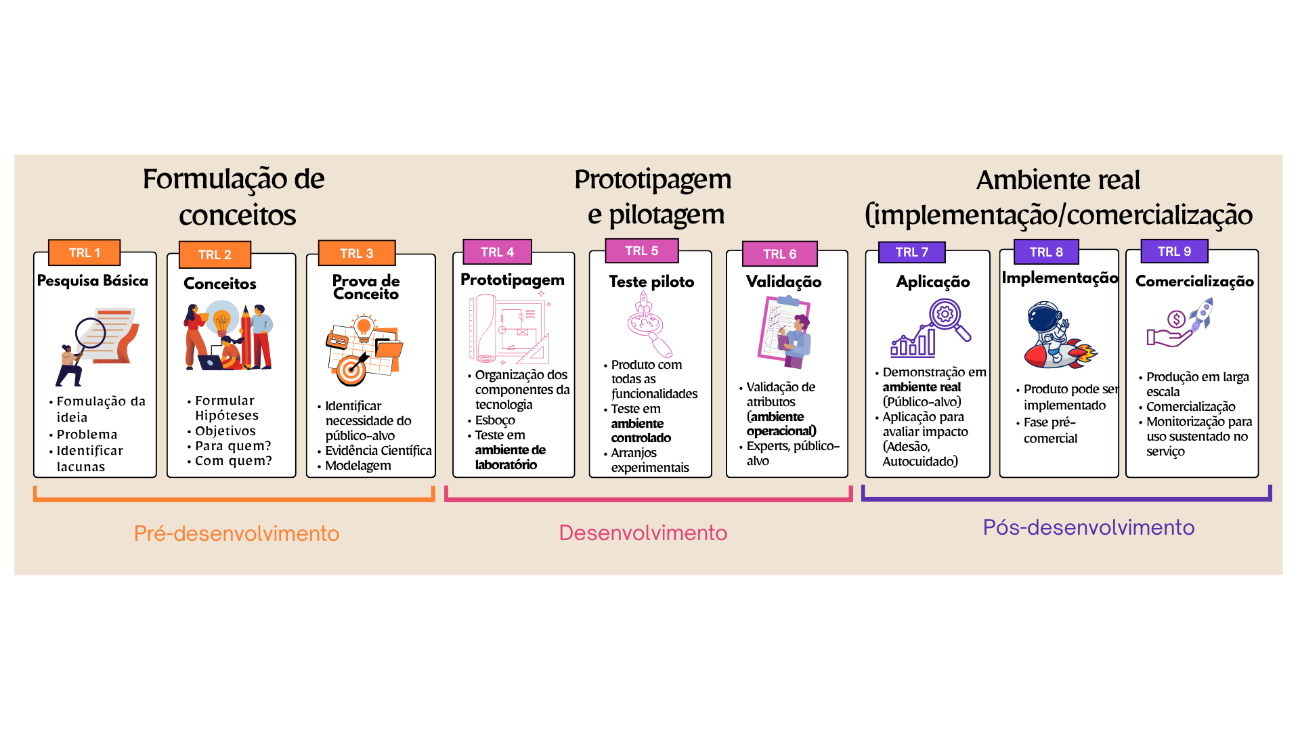 Formulação de
conceitos
Prototipagem
e pilotagem
Ambiente real
(implementação/comercialização
TRL 1
Pesquisa Básica
• Fomulação da
ideia
• Problema
• Identificar
lacunas
TRL 2
Conceitos
• Formular
Hipóteses
• Objetivos
• Para quem?
• Com quem?
TRL 3
Prova de
Conceito
• Identificar
necessidade do
público-alvo
• Evidência Científica
• Modelagem
TRL 4
Prototipagem
• Organização dos
componentes da
tecnologia
• Esboço
• Teste em
ambiente de
laboratório
TRL 5
Teste piloto
• Produto com
todas as
funcionalidades
• Teste em
ambiente
controlado
• Arranjos
experimentais
TRL 6
Validação
• Validação de
atributos
(ambiente
operacional)
• Experts, público-
alvo
TRL 7
Aplicação
• Demonstração em
ambiente real
(Público-alvo)
• Aplicação para
avaliar impacto
(Adesão,
Autocuidado)
TRL 8
Implementação
• Produto pode ser
implementado
• Fase pré-
comercial
TRL 9
Comercialização
$
• Produção em larga
escala
• Comercialização
• Monitorização para
uso sustentado no
serviço
Pré-desenvolvimento
Desenvolvimento
Pós-desenvolvimento